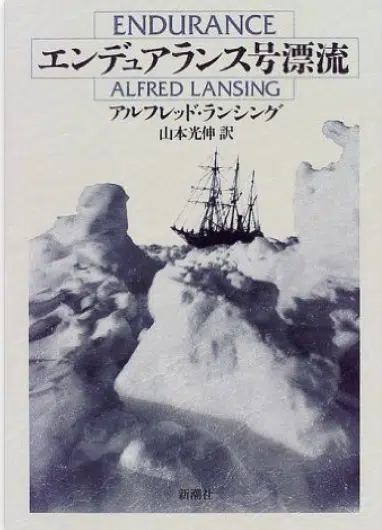 ENDURANCE
エンデュアランス号漂流
ALFRED LANSING
アルフレッド・ランシング
山本光伸 訳
新潮社